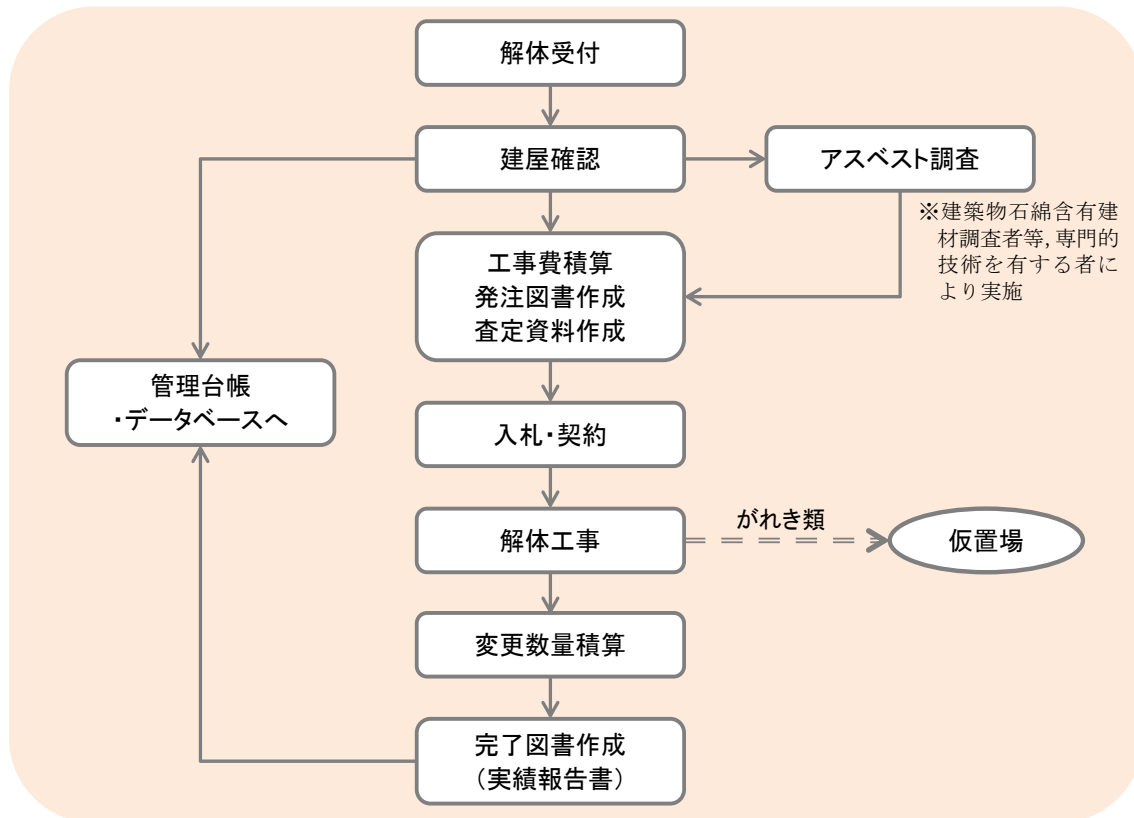 解体受付
建屋確認
アスベスト調査
※建築物石綿含有建
材調査者等，専門的
技術を有する者に
より実施
工事費積算
発注図書作成
査定資料作成
管理台帳
・データベースへ
入札・契約
解体工事
がれき類
仮置場
変更数量積算
完了図書作成
（実績報告書）